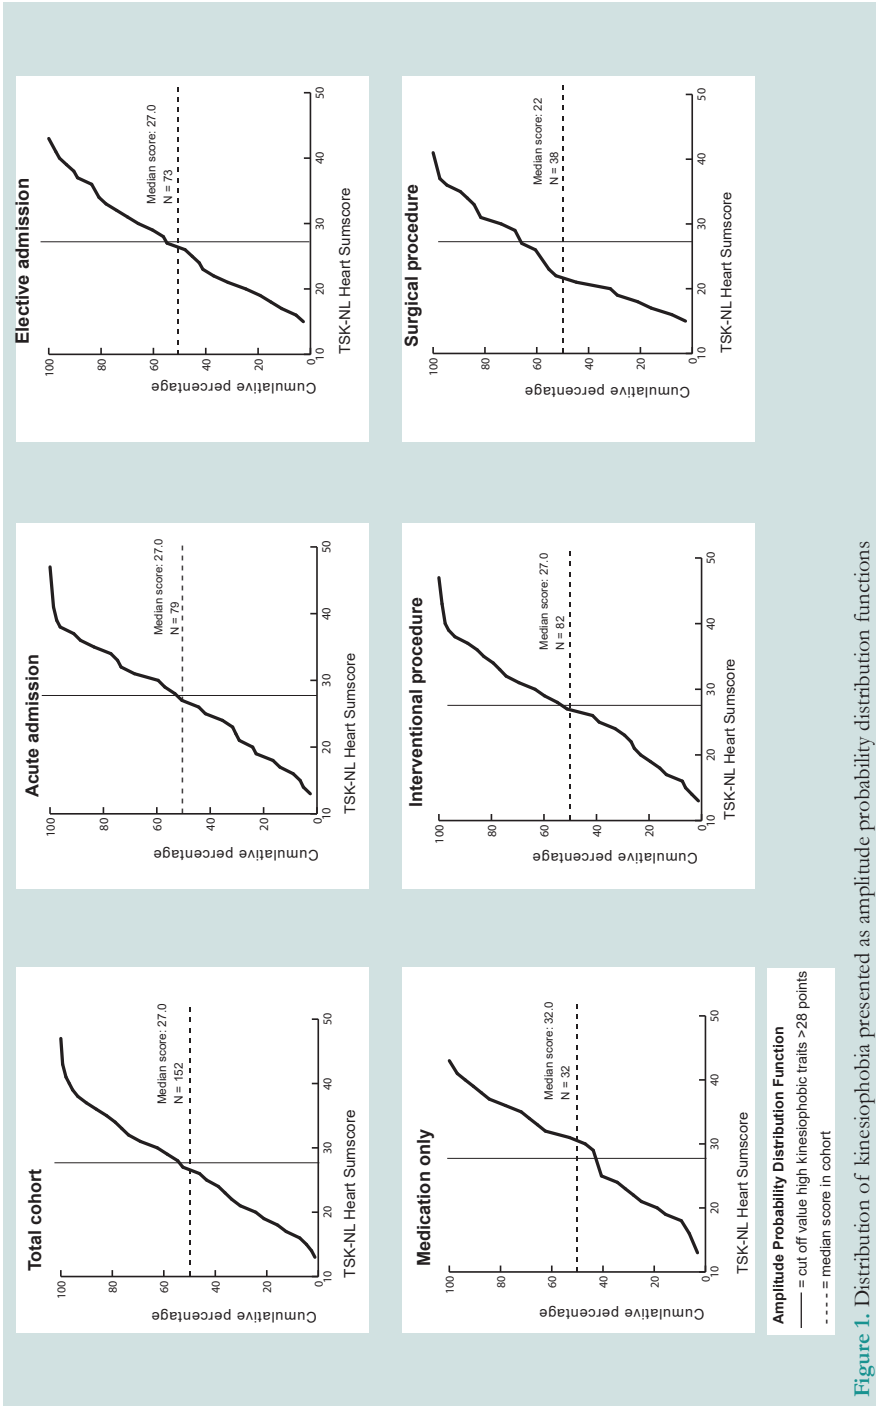 Total cohort
Cumulative percentage
100
80
60
40
20
0
Median score: 27.0
N = 152
10
20
30
40
50
TSK-NL Heart Sumscore
Acute admission
Cumulative percentage
100
80
60
40
20
0
Median score: 27.0
N = 79
10
20
30
40
50
TSK-NL Heart Sumscore
Elective admission
Cumulative percentage
100
80
60
40
20
0
Median score: 27.0
N = 73
10
20
30
40
50
TSK-NL Heart Sumscore
Medication only
Cumulative percentage
100
80
60
40
20
0
Median score: 32.0
N = 32
10
20
30
40
50
TSK-NL Heart Sumscore
Interventional procedure
Cumulative percentage
100
80
60
40
20
0
Median score: 27.0
N = 82
10
20
30
40
50
TSK-NL Heart Sumscore
Surgical procedure
Cumulative percentage
100
80
60
40
20
0
Median score: 22
N = 38
10
20
30
40
50
TSK-NL Heart Sumscore
Amplitude Probability Distribution Function
= cut off value high kinesiophobic traits >28 points
= median score in cohort
Figure 1. Distribution of kinesiophobia presented as amplitude probability distribution functions